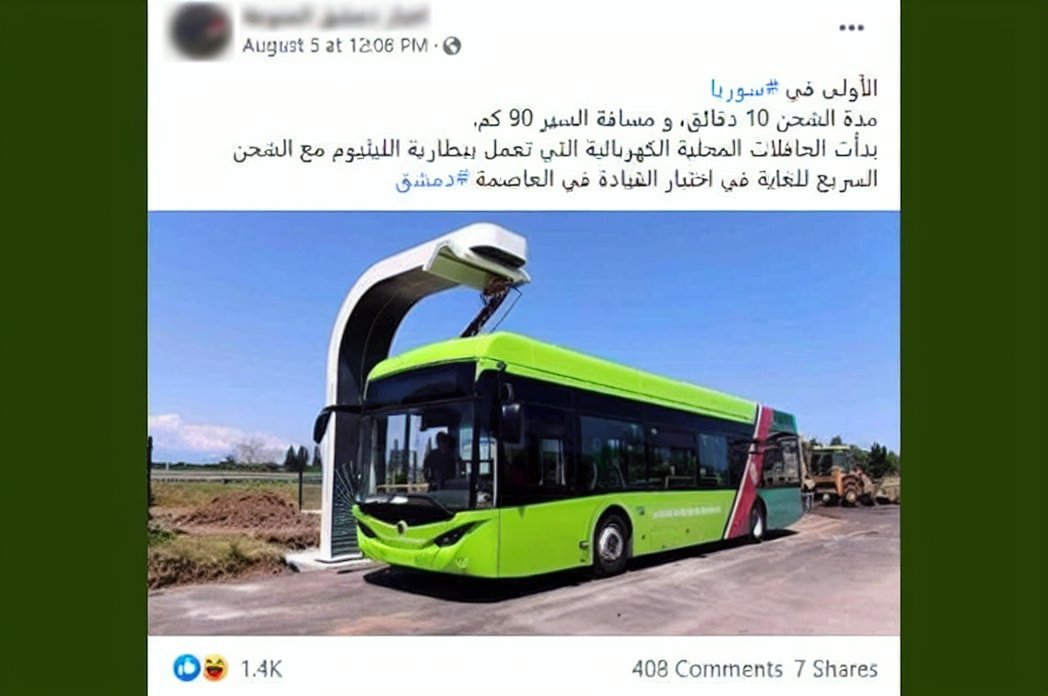 August 5 at 12:06 PM
الأولى في #سوريا
مدة الشحن 10 دقائق، و مسافة السير 90 كم.
بدأت الحافلات المحلية الكهربائية التي تعمل ببطارية الليثيوم مع الشحن
السريع للغاية في اختبار القيادة في العاصمة #دمشق
1.4K
408 Comments 7 Shares